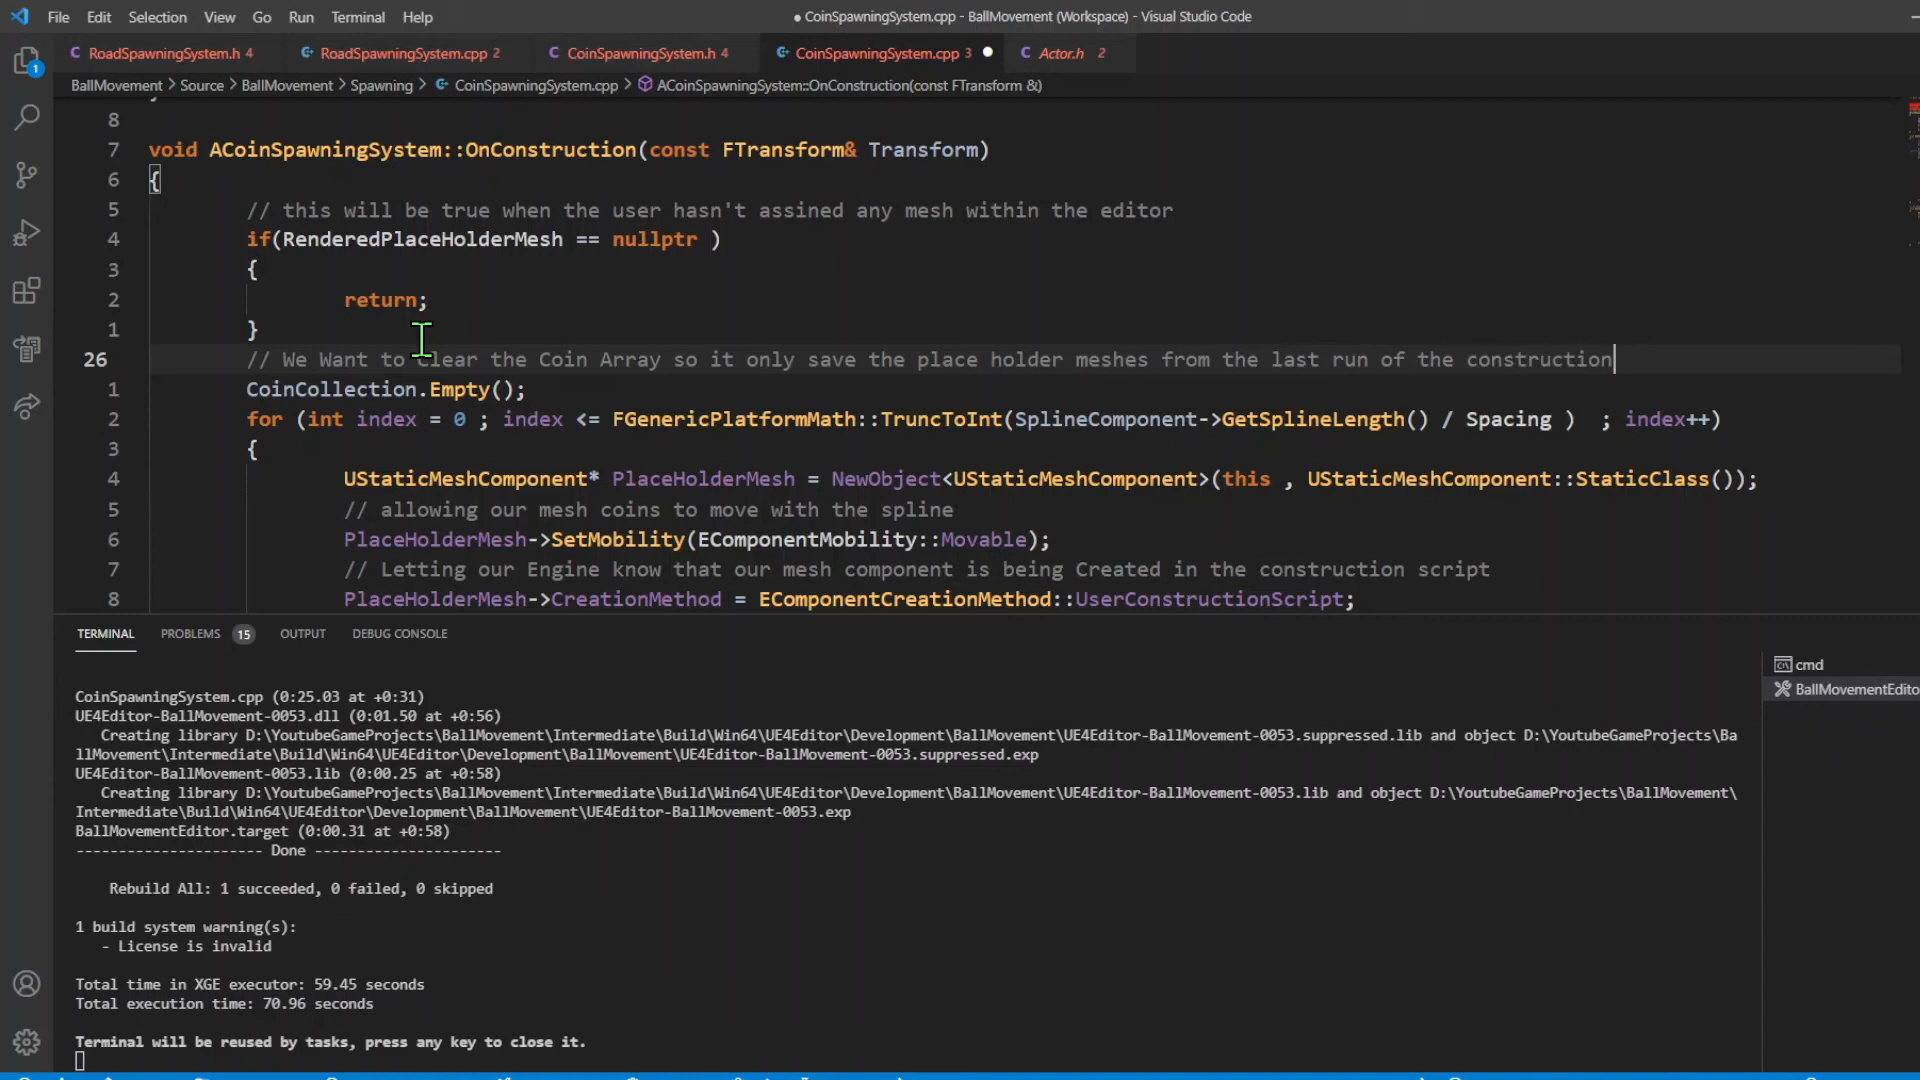 File Edit Selection View Go Run Terminal Help
● CoinSpawningSystem.cpp - BallMovement (Workspace) - Visual Studio Code
RoadSpawningSystem.h 4
RoadSpawningSystem.cpp 2
CoinSpawningSystem.h 4
CoinSpawningSystem.cpp 3
Actor.h 2
1
BallMovement > Source > BallMovement > Spawning > CoinSpawningSystem.cpp > ACoinSpawningSystem::OnConstruction(const FTransform &)
8
7 void ACoinSpawningSystem::OnConstruction(const FTransform& Transform)
6 {
5 // this will be true when the user hasn't assined any mesh within the editor
4 if(RenderedPlaceHolderMesh == nullptr )
3 {
2 return;
1 }
26 // We Want to Clear the Coin Array so it only save the place holder meshes from the last run of the construction
1 CoinCollection.Empty();
2 for (int index = 0 ; index <= FGenericPlatformMath::TruncToInt(SplineComponent->GetSplineLength() / Spacing ) ; index++)
3 {
4 UStaticMeshComponent* PlaceHolderMesh = NewObject<UStaticMeshComponent>(this , UStaticMeshComponent::StaticClass());
5 // allowing our mesh coins to move with the spline
6 PlaceHolderMesh->SetMobility(EComponentMobility::Movable);
7 // Letting our Engine know that our mesh component is being Created in the construction script
8 PlaceHolderMesh->CreationMethod = EComponentCreationMethod::UserConstructionScript;
TERMINAL PROBLEMS 15 OUTPUT DEBUG CONSOLE
cmd
BallMovementEdito
CoinSpawningSystem.cpp (0:25.03 at +0:31)
UE4Editor-BallMovement-0053.dll (0:01.50 at +0:56)
Creating library D:\YoutubeGameProjects\BallMovement\Intermediate\Build\Win64\UE4Editor\Development\BallMovement\UE4Editor-BallMovement-0053.suppressed.lib and object D:\YoutubeGameProjects\Ba
llMovement\Intermediate\Build\Win64\UE4Editor\Development\BallMovement\UE4Editor-BallMovement-0053.suppressed.exp
UE4Editor-BallMovement-0053.lib (0:00.25 at +0:58)
Creating library D:\YoutubeGameProjects\BallMovement\Intermediate\Build\Win64\UE4Editor\Development\BallMovement\UE4Editor-BallMovement-0053.lib and object D:\YoutubeGameProjects\BallMovement\
Intermediate\Build\Win64\UE4Editor\Development\BallMovement\UE4Editor-BallMovement-0053.exp
BallMovementEditor.target (0:00.31 at +0:58)
---------------------- Done ----------------------
Rebuild All: 1 succeeded, 0 failed, 0 skipped
1 build system warning(s):
- License is invalid
Total time in XGE executor: 59.45 seconds
Total execution time: 70.96 seconds
Terminal will be reused by tasks, press any key to close it.